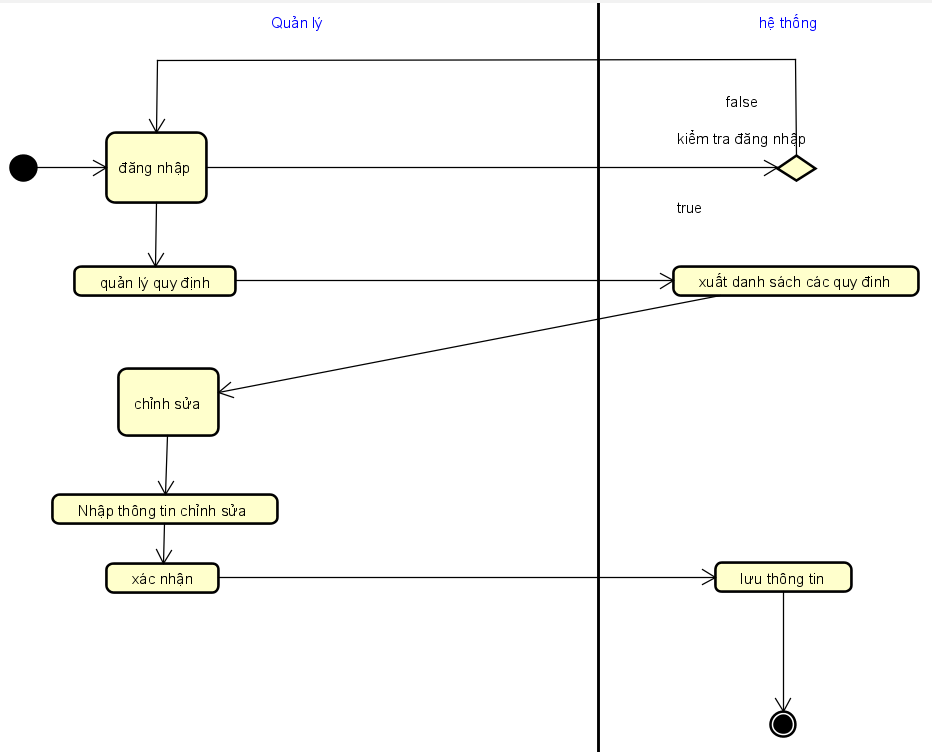 Quản lý
hệ thống
false
kiểm tra đăng nhập
đăng nhập
true
quản lý quy định
xuất danh sách các quy đinh
chỉnh sửa
Nhập thông tin chỉnh sửa
xác nhận
lưu thông tin